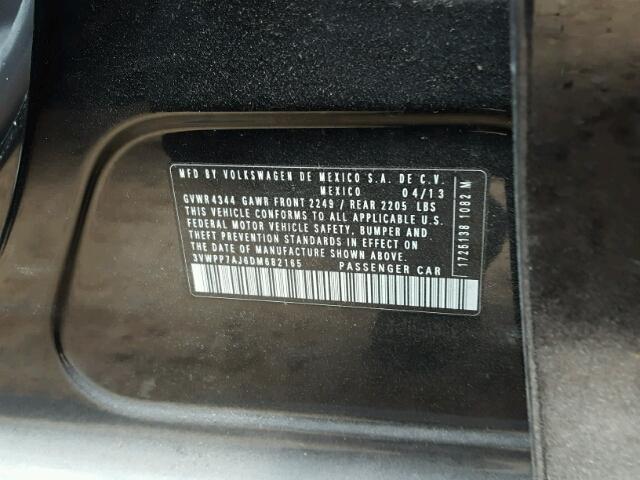 MFD BY VOLKSWAGEN DE MEXICO S.A. DE C.V.
MEXICO 04/13
GVWR 4344 GAWR FRONT 2249 / REAR 2205 LBS
THIS VEHICLE CONFORMS TO ALL APPLICABLE U.S.
FEDERAL MOTOR VEHICLE SAFETY, BUMPER AND
THEFT PREVENTION STANDARDS IN EFFECT ON
THE DATE OF MANUFACTURE SHOWN ABOVE.
3VWPP7AJ6DM682165 PASSENGER CAR
1726138 1082 M